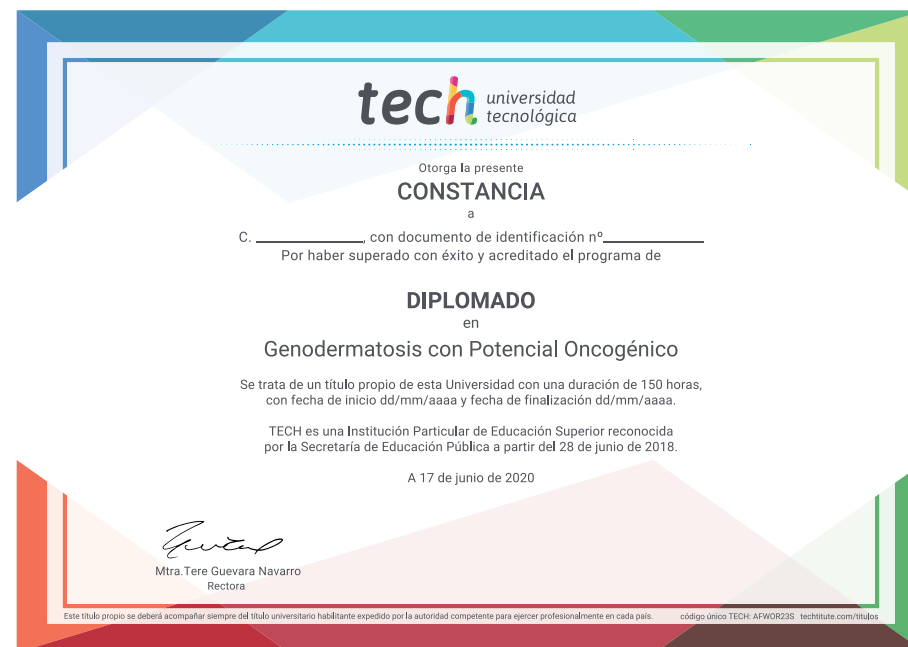 tech universidad
tecnológica
Otorga la presente
CONSTANCIA
a
C. ____________, con documento de identificación nº____________
Por haber superado con éxito y acreditado el programa de
DIPLOMADO
en
Genodermatosis con Potencial Oncogénico
Se trata de un título propio de esta Universidad con una duración de 150 horas,
con fecha de inicio dd/mm/aaaa y fecha de finalización dd/mm/aaaa.
TECH es una Institución Particular de Educación Superior reconocida
por la Secretaría de Educación Pública a partir del 28 de junio de 2018.
A 17 de junio de 2020
Mtra.Tere Guevara Navarro
Rectora
Este título propio se deberá acompañar siempre del título universitario habilitante expedido por la autoridad competente para ejercer profesionalmente en cada país. código único TECH: AFWOR23S techtitute.com/titulos